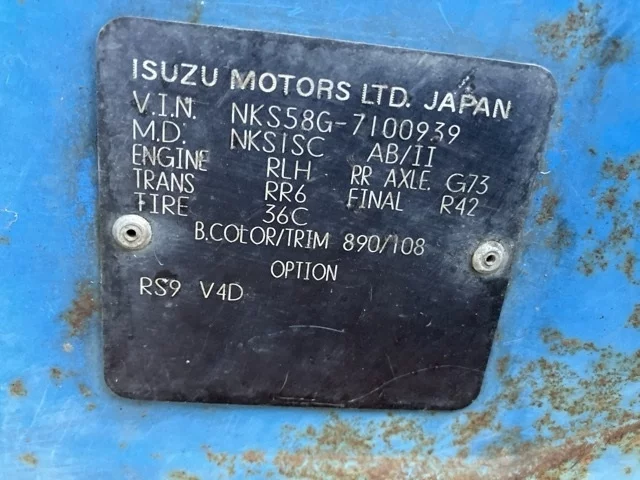 ISUZU MOTORS LTD. JAPAN
V.I.N. NKS58G-7100939
M.D: NKS1SC AB/II
ENGINE RLH RR AXLE. G73
TRANS RR6 FINAL R42
TIRE 36C
B.COLOR/TRIM 890/108
OPTION
RS9 V4D